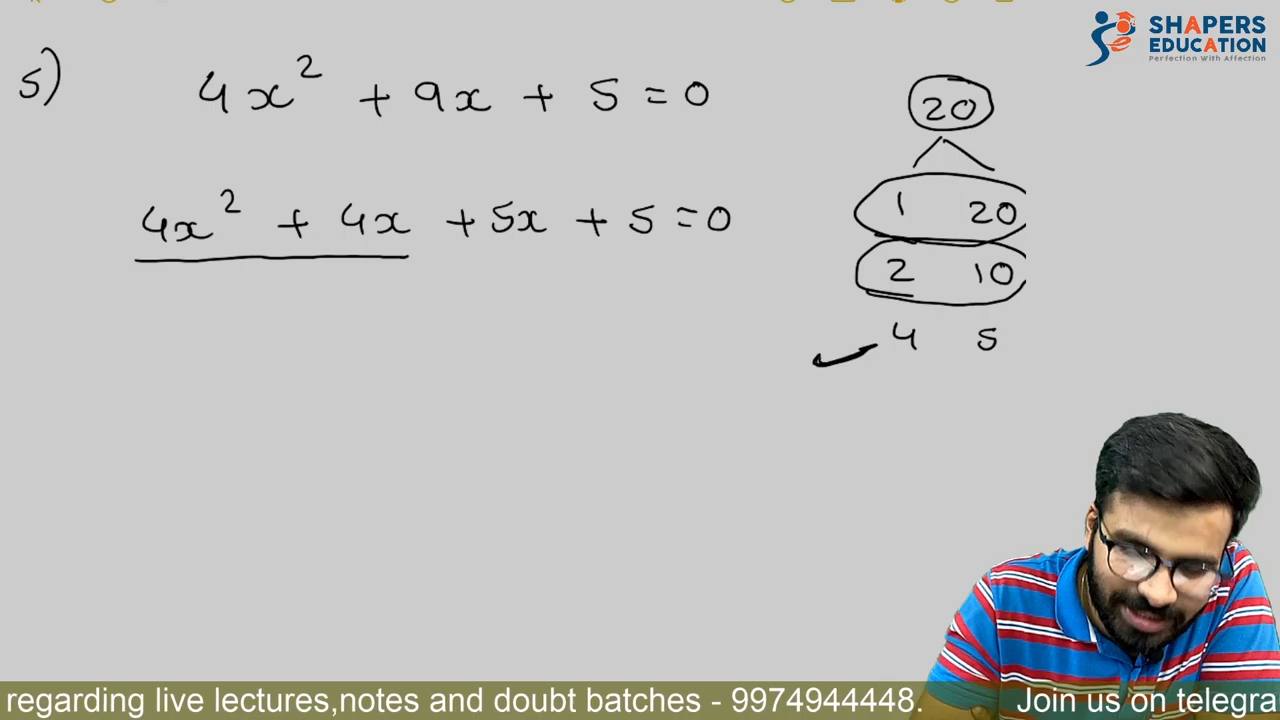 SHAPERS
EDUCATION
Perfection With Affection
5) 4x² + 9x + 5 = 0
4x² + 4x + 5x + 5 = 0
20
1 20
2 10
4 5
regarding live lectures,notes and doubt batches - 9974944448. Join us on telegra